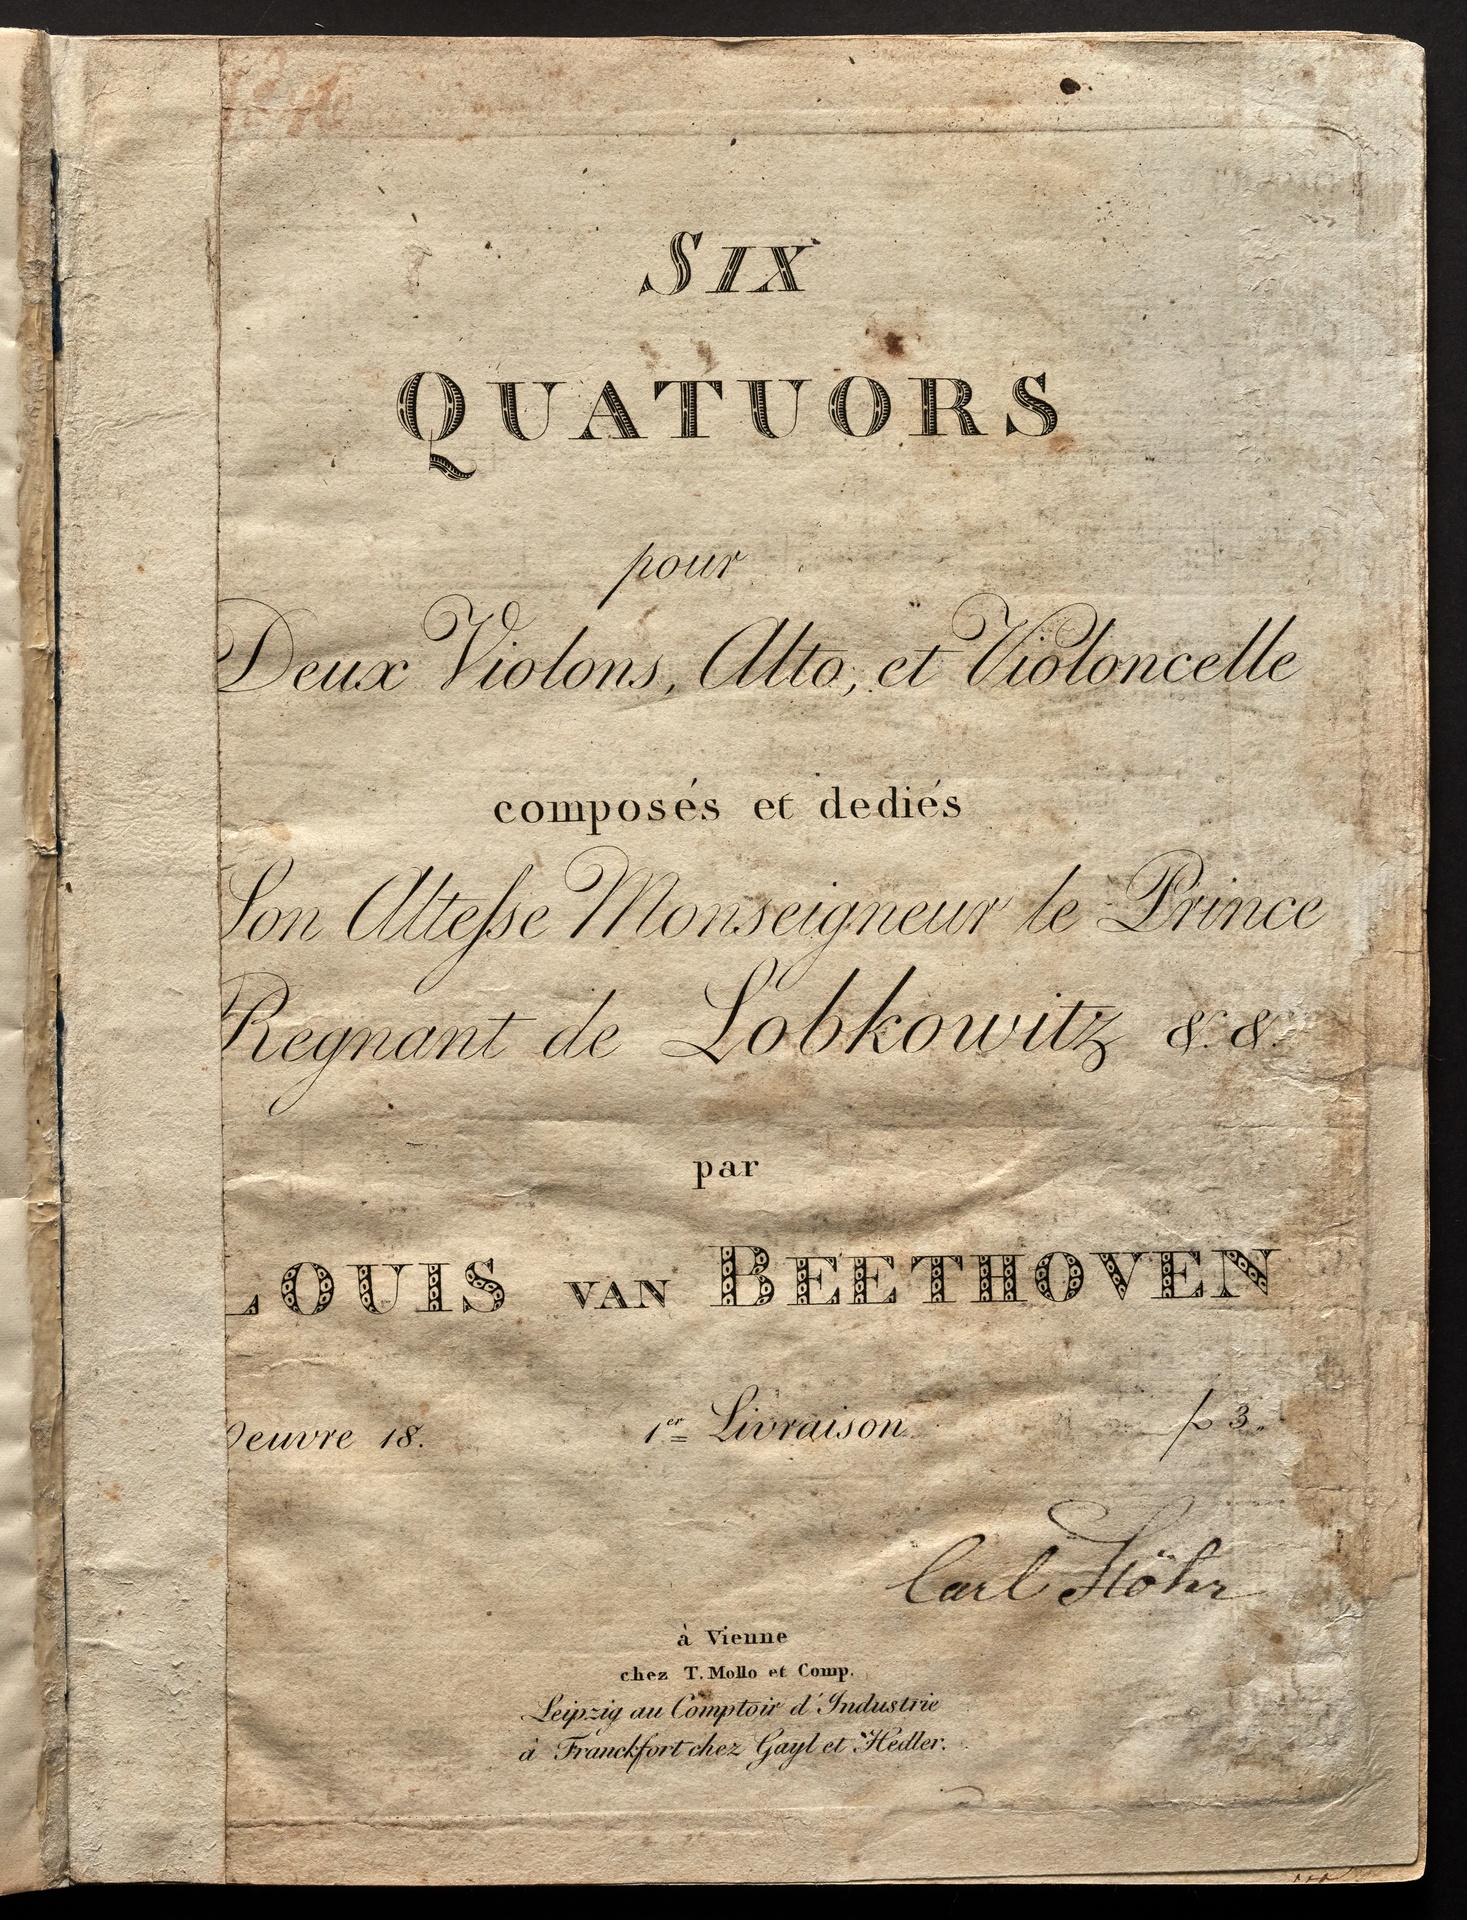 SIX
QUATUORS
pour
Deux Violons, Alto, et Violoncelle
composés et dediés
Son Altesse Monseigneur le Prince
Regnant de Lobkowitz &. &.
par
LOUIS VAN BEETHOVEN
Oeuvre 18. 1er Livraison. p 3.
Carl Stöhr
à Vienne
chez T. Mollo et Comp.
Leipzig au Comptoir d'Industrie
à Franckfort chez Gayl et Hedler.